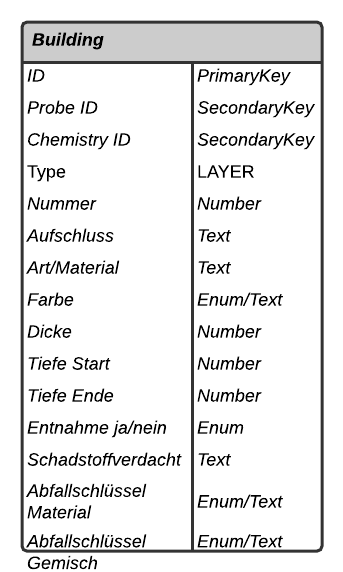 Building
ID PrimaryKey
Probe ID SecondaryKey
Chemistry ID SecondaryKey
Type LAYER
Nummer Number
Aufschluss Text
Art/Material Text
Farbe Enum/Text
Dicke Number
Tiefe Start Number
Tiefe Ende Number
Entnahme ja/nein Enum
Schadstoffverdacht Text
Abfallschlüssel
Material Enum/Text
Abfallschlüssel Enum/Text
Gemisch